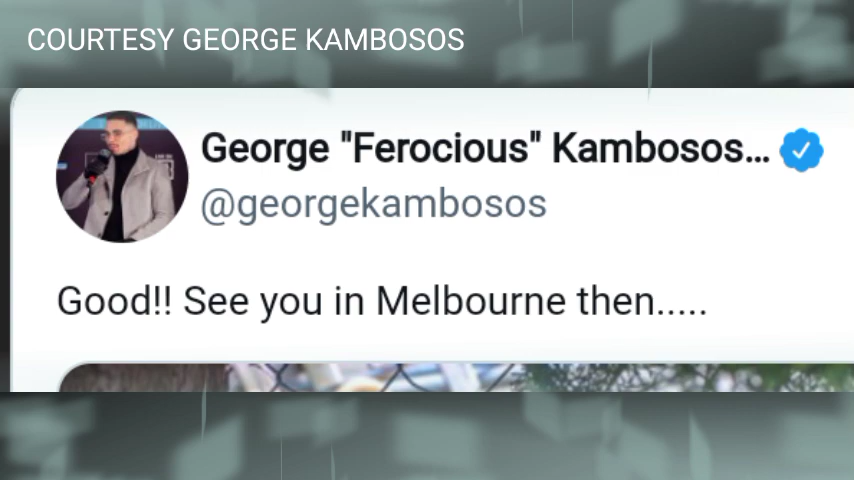 COURTESY GEORGE KAMBOSOS
George "Ferocious" Kambosos...
@georgekambosos
Good!! See you in Melbourne then.....